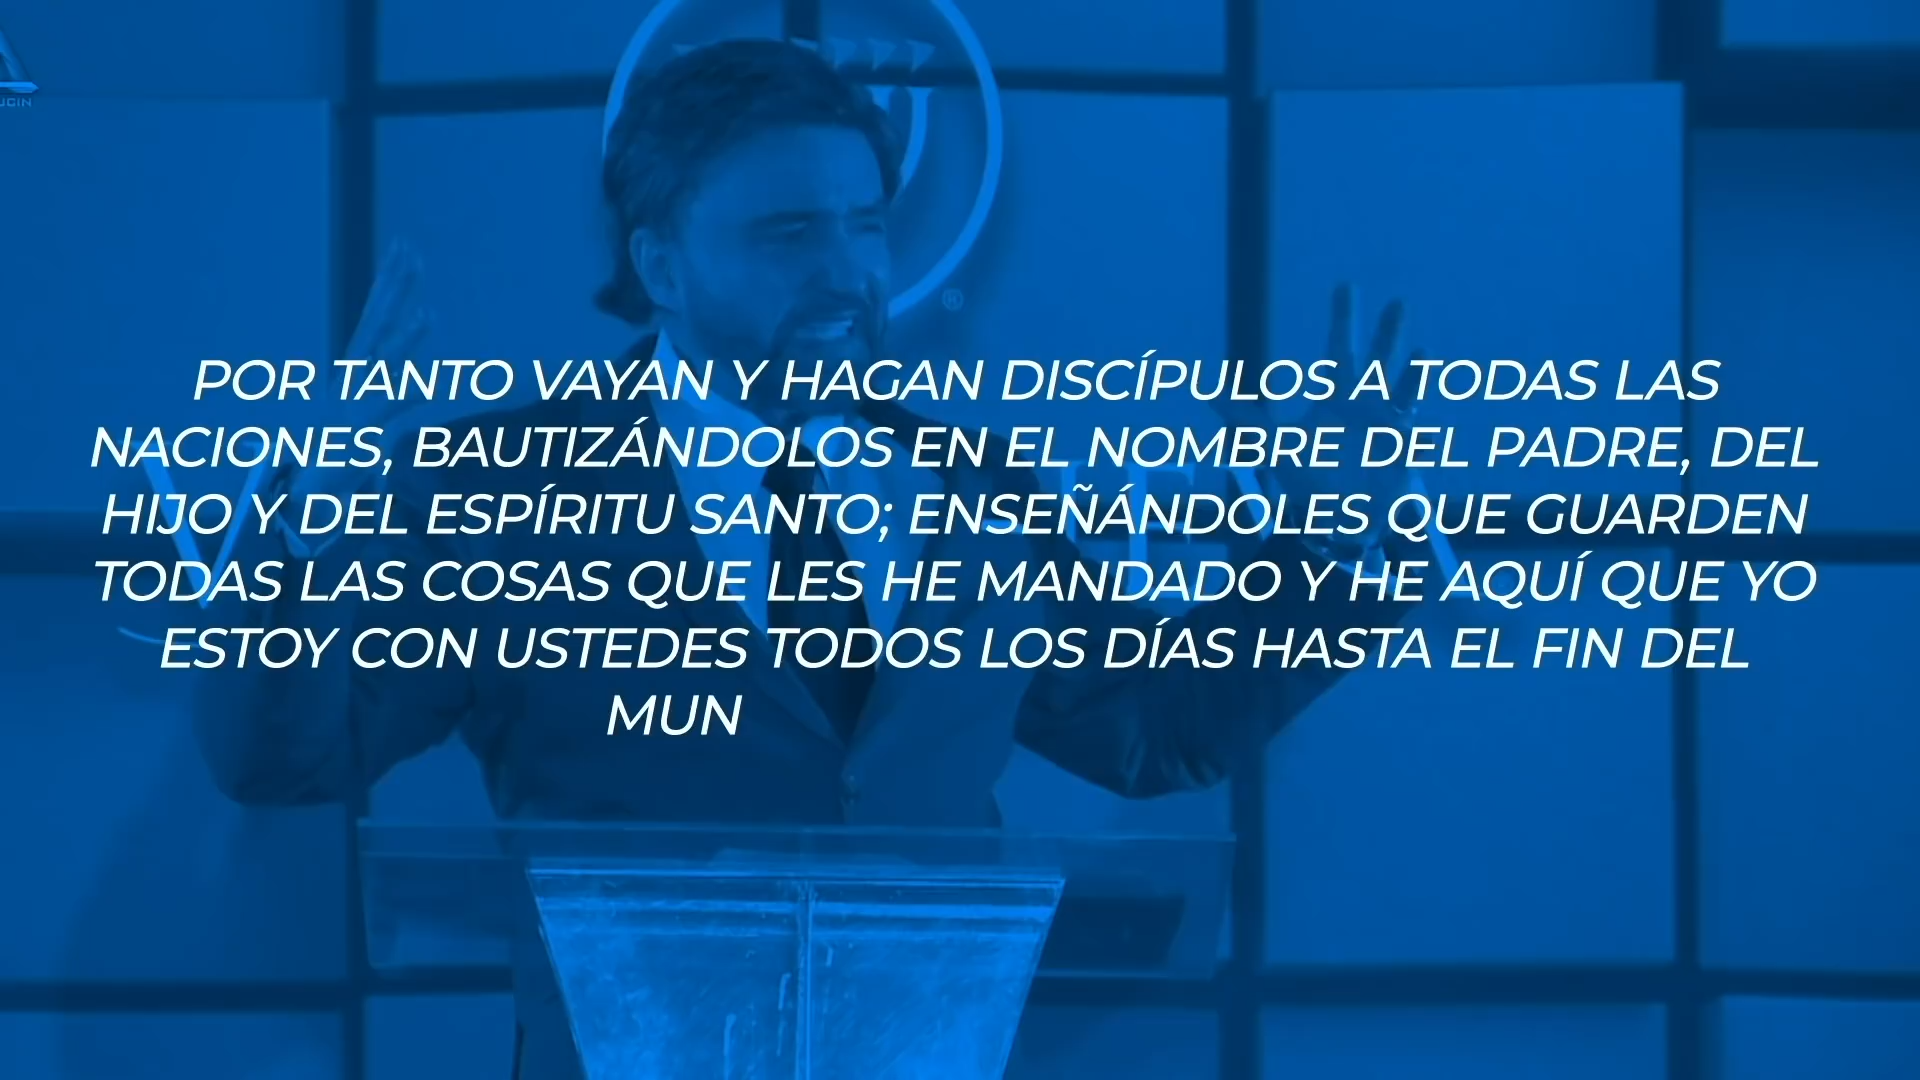 UCIN
®
POR TANTO VAYAN Y HAGAN DISCÍPULOS A TODAS LAS
NACIONES, BAUTIZÁNDOLOS EN EL NOMBRE DEL PADRE, DEL
HIJO Y DEL ESPÍRITU SANTO; ENSEÑÁNDOLES QUE GUARDEN
TODAS LAS COSAS QUE LES HE MANDADO Y HE AQUÍ QUE YO
ESTOY CON USTEDES TODOS LOS DÍAS HASTA EL FIN DEL
MUN